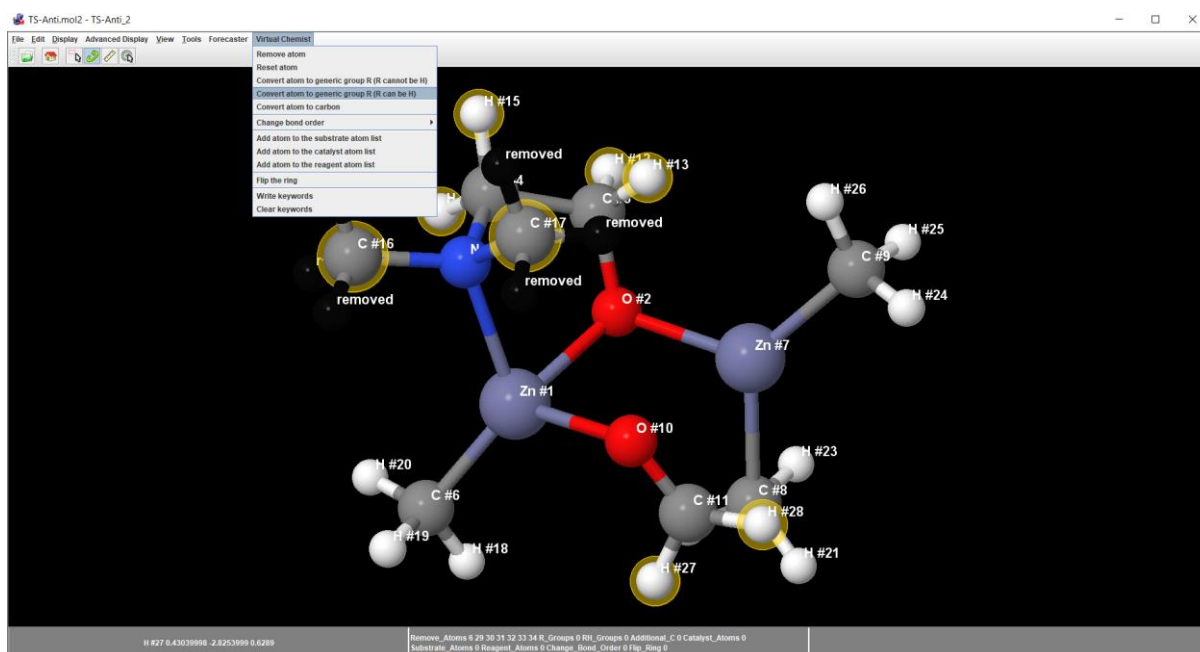 TS-Anti.mol2 - TS-Anti_2
File Edit Display Advanced Display View Tools Forecaster Virtual Chemist
Remove atom
Reset atom
Convert atom to generic group R (R cannot be H)
Convert atom to generic group R (R can be H)
Convert atom to carbon
Change bond order
Add atom to the substrate atom list
Add atom to the catalyst atom list
Add atom to the reagent atom list
Flip the ring
Write keywords
Clear keywords
H #15
removed
H #13
H #26
removed
C #17
H #25
C #16
N
C #9
removed
removed
H #24
O #2
Zn #7
Zn #1
O #10
H #23
H #20
C #8
C #6
C #11
H #28
H #19
H #18
H #21
H #27
H #27 0.43039998 -2.8253999 0.6289
Remove_Atoms 6 29 30 31 32 33 34 R_Groups 0 RH_Groups 0 Additional_C 0 Catalyst_Atoms 0
Substrate_Atoms 0 Reagent_Atoms 0 Change_Bond_Order 0 Flip_Ring 0